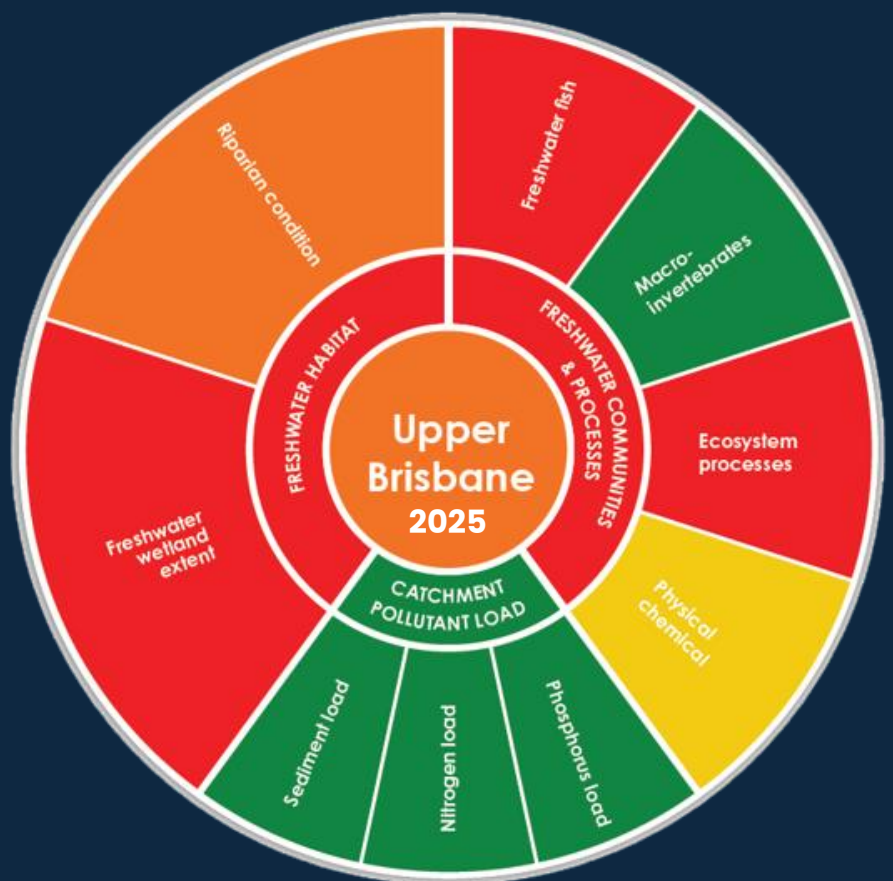 Upper
Brisbane
2025
FRESHWATER HABITAT
FRESHWATER COMMUNITIES
& PROCESSES
CATCHMENT
POLLUTANT LOAD
Riparian condition
Freshwater
wetland
extent
Freshwater fish
Macro-
invertebrates
Ecosystem
processes
Physical
chemical
Phosphorus load
Nitrogen load
Sediment load